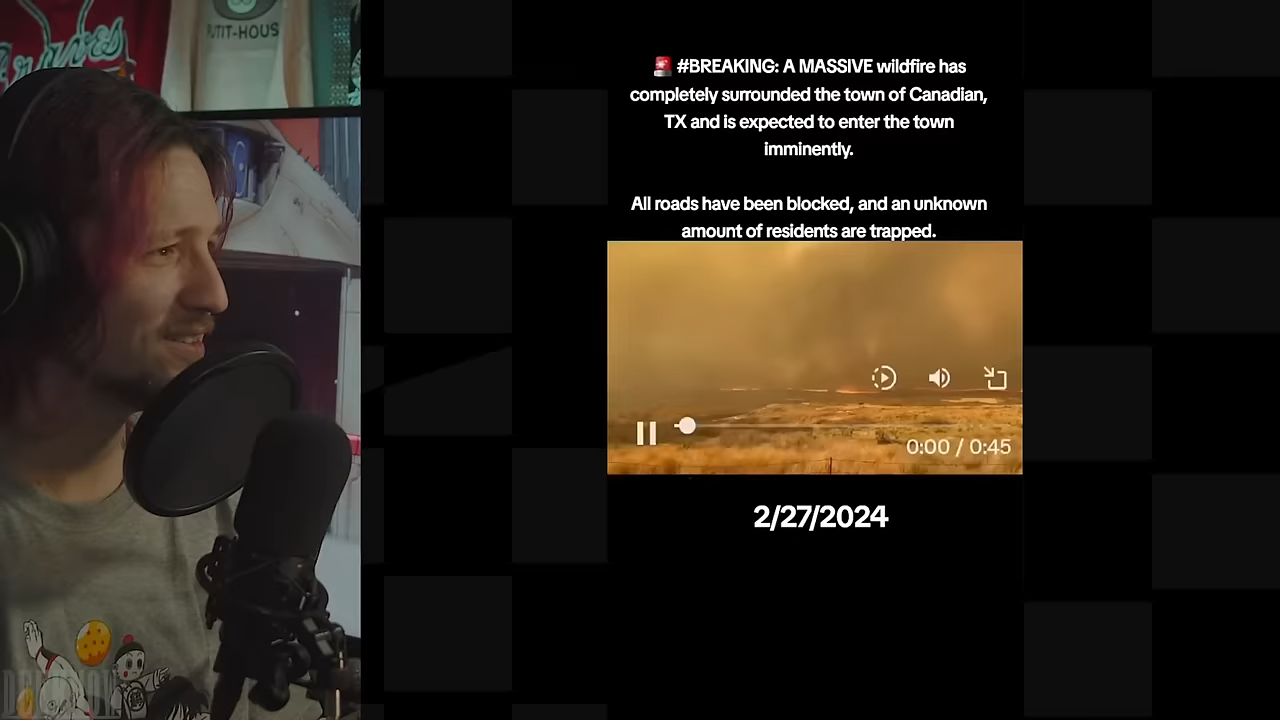 PUTIT-HOUS
🚨 #BREAKING: A MASSIVE wildfire has
completely surrounded the town of Canadian,
TX and is expected to enter the town
imminently.
All roads have been blocked, and an unknown
amount of residents are trapped.
0:00 / 0:45
2/27/2024